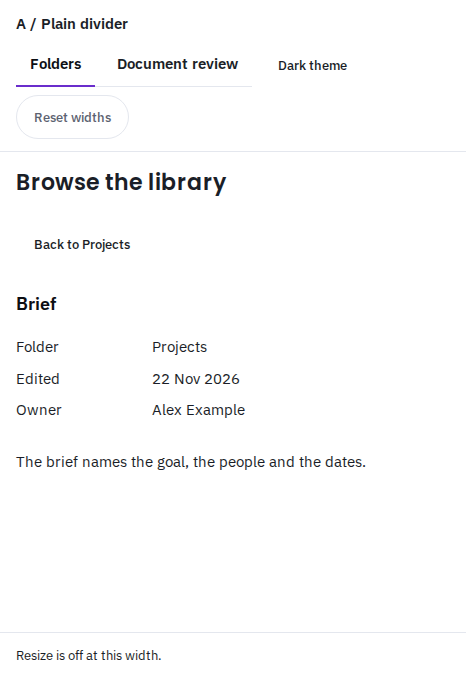 A / Plain divider
Folders Document review Dark theme
Reset widths
Browse the library
Back to Projects
Brief
Folder Projects
Edited 22 Nov 2026
Owner Alex Example
The brief names the goal, the people and the dates.
Resize is off at this width.